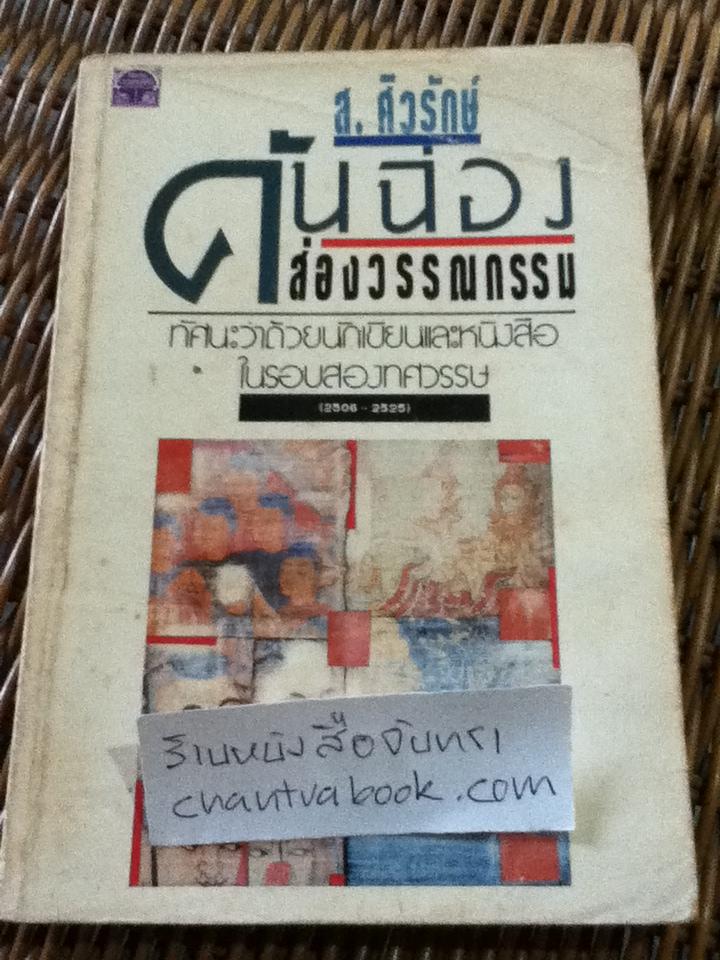 ส. ศิวรักษ์
คันฉ่อง
ส่องวรรณกรรม
ทัศนะว่าด้วยนักเขียนและหนังสือ
ในรอบสองทศวรรษ
(2506 - 2525)
ร้านหนังสือจันทรา
chantrabook.com